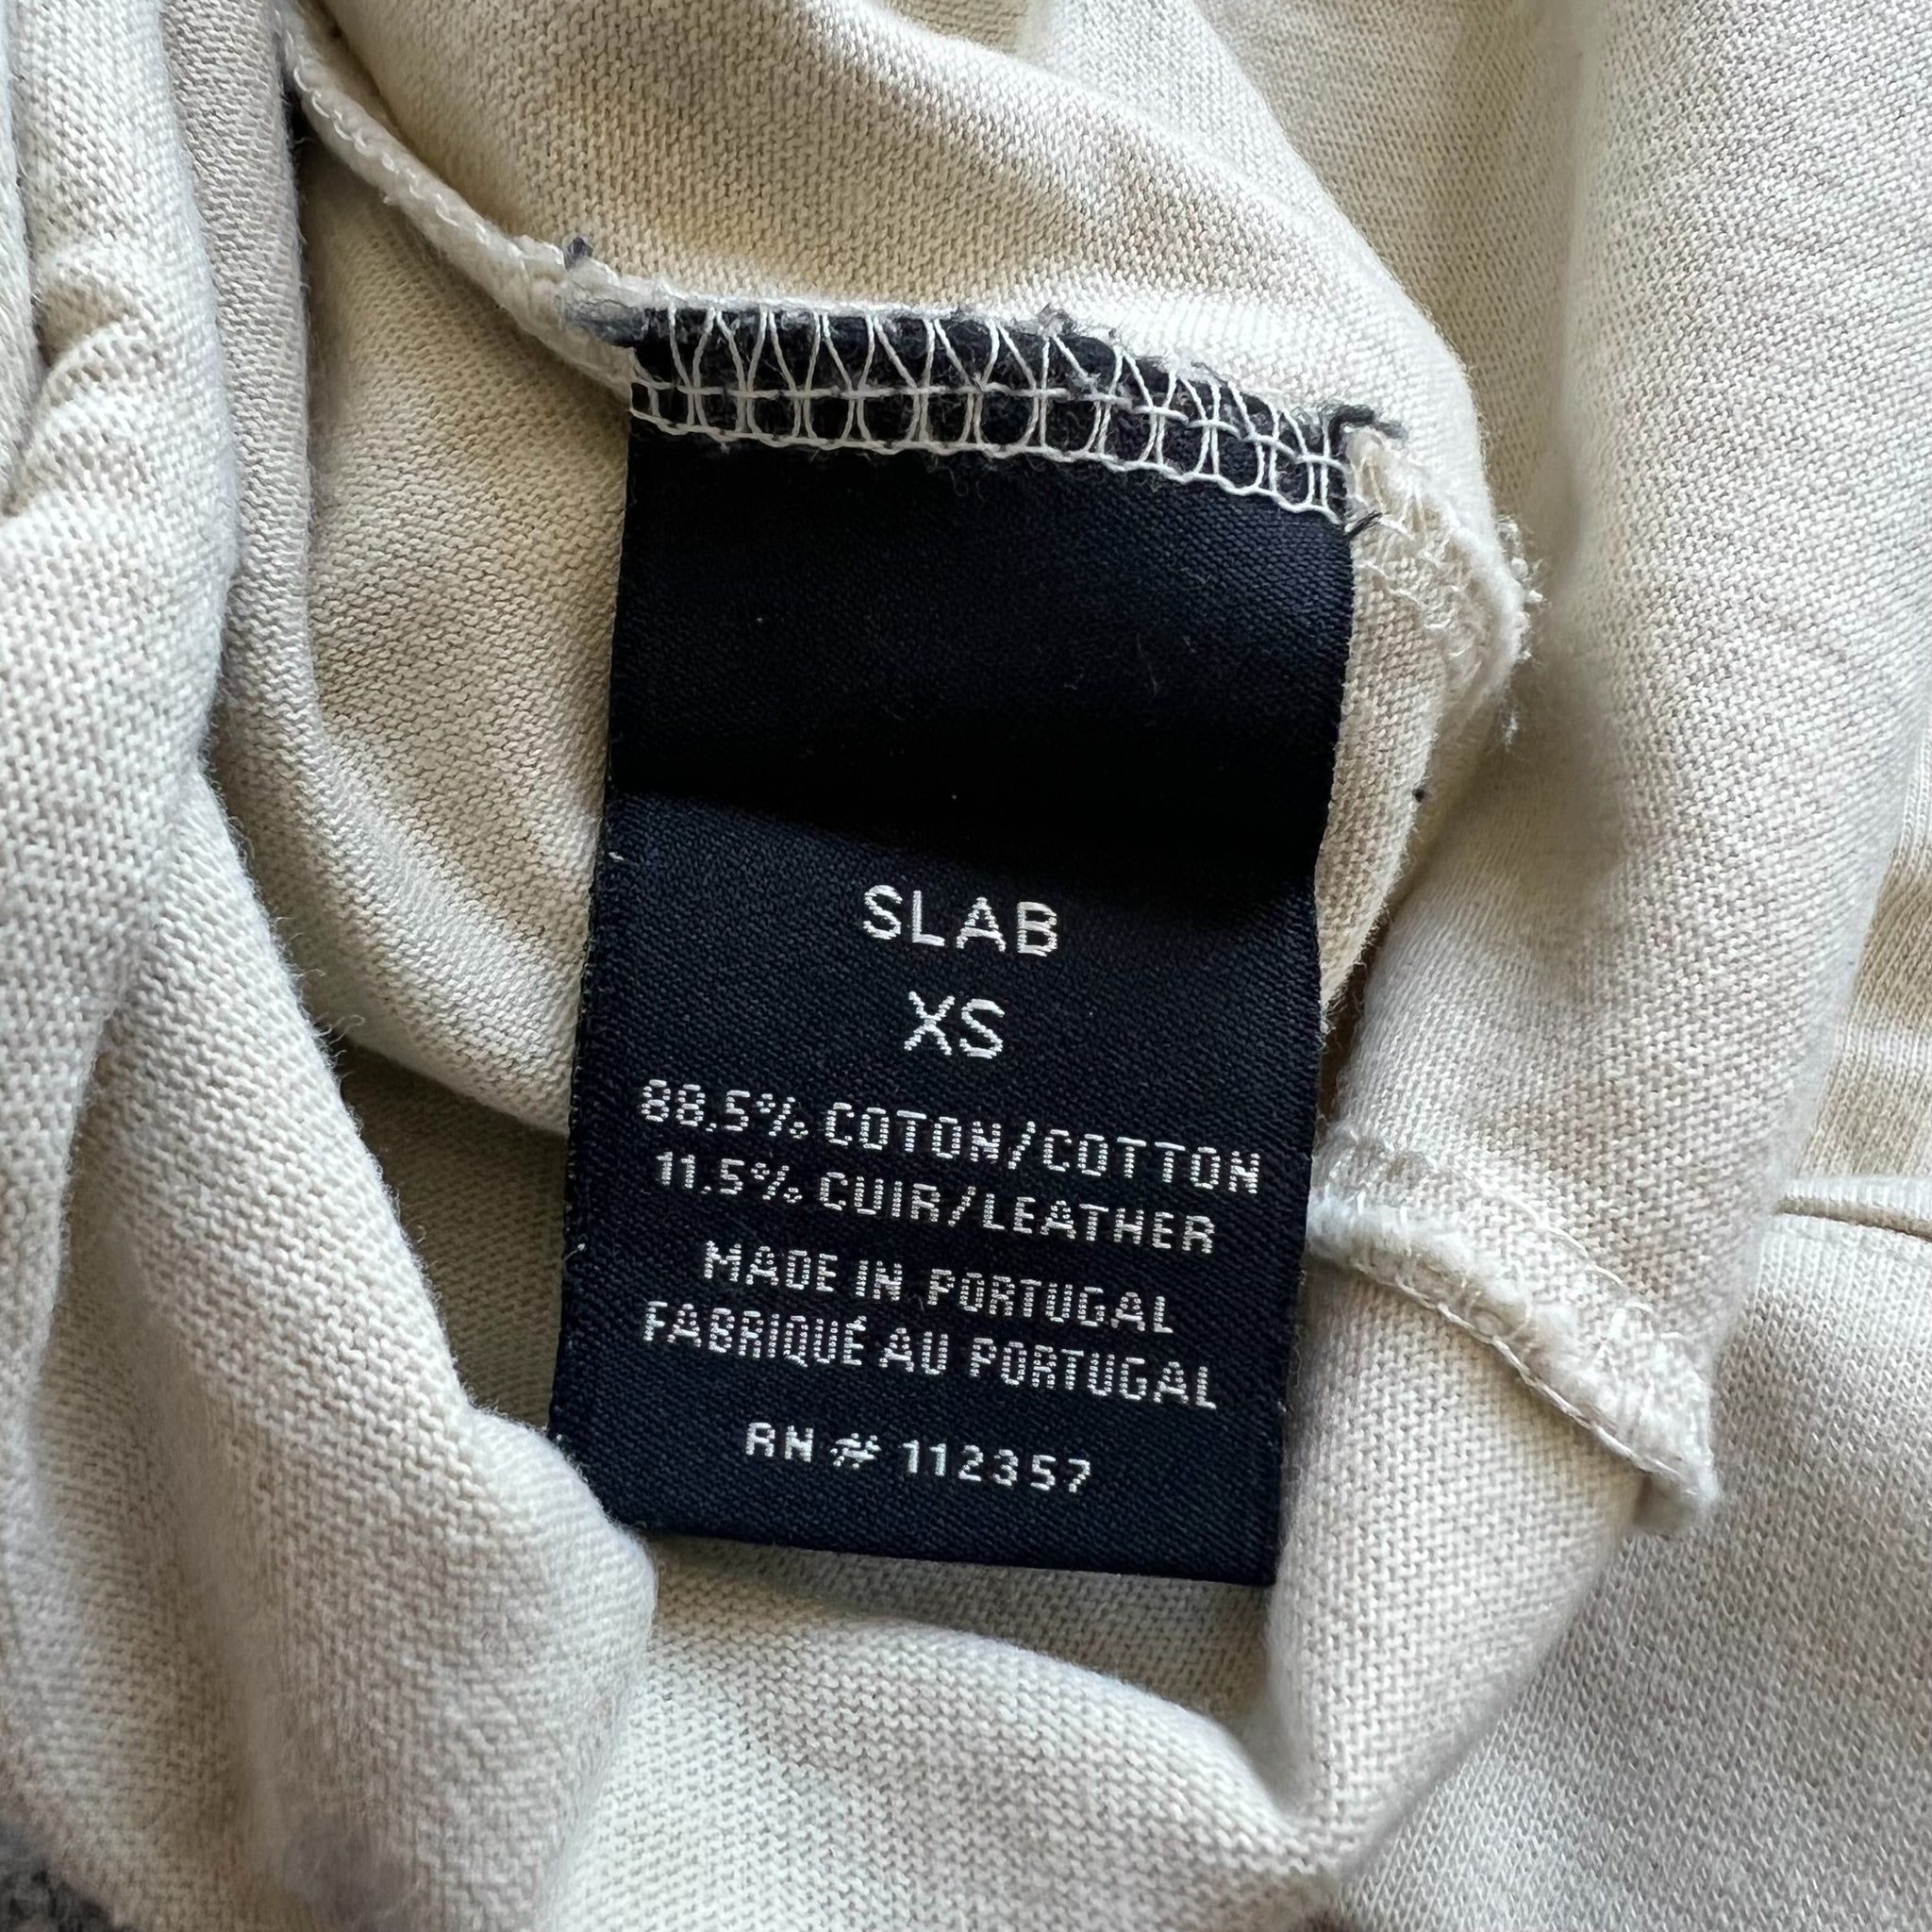 SLAB
XS
88,5% COTON/COTTON
11,5% CUIR/LEATHER
MADE IN PORTUGAL
FABRIQUÉ AU PORTUGAL
RN # 112357